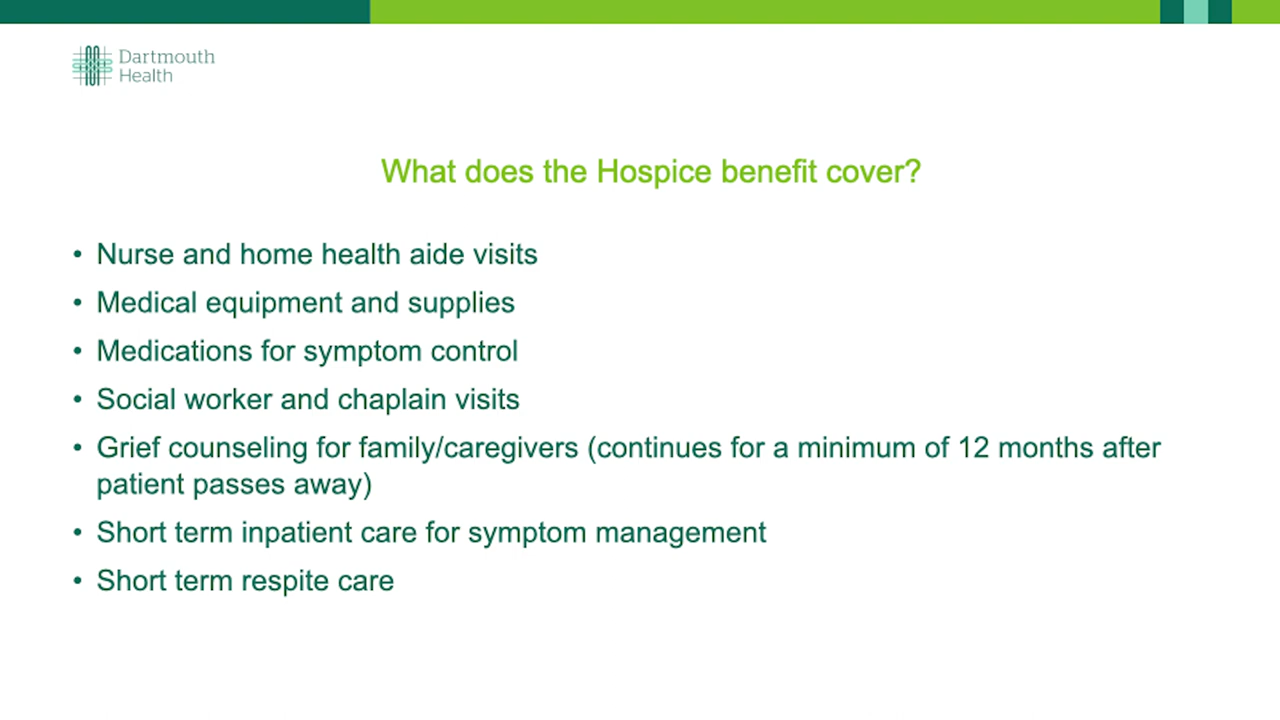 Dartmouth
Health
What does the Hospice benefit cover?
• Nurse and home health aide visits
• Medical equipment and supplies
• Medications for symptom control
• Social worker and chaplain visits
• Grief counseling for family/caregivers (continues for a minimum of 12 months after
patient passes away)
• Short term inpatient care for symptom management
• Short term respite care